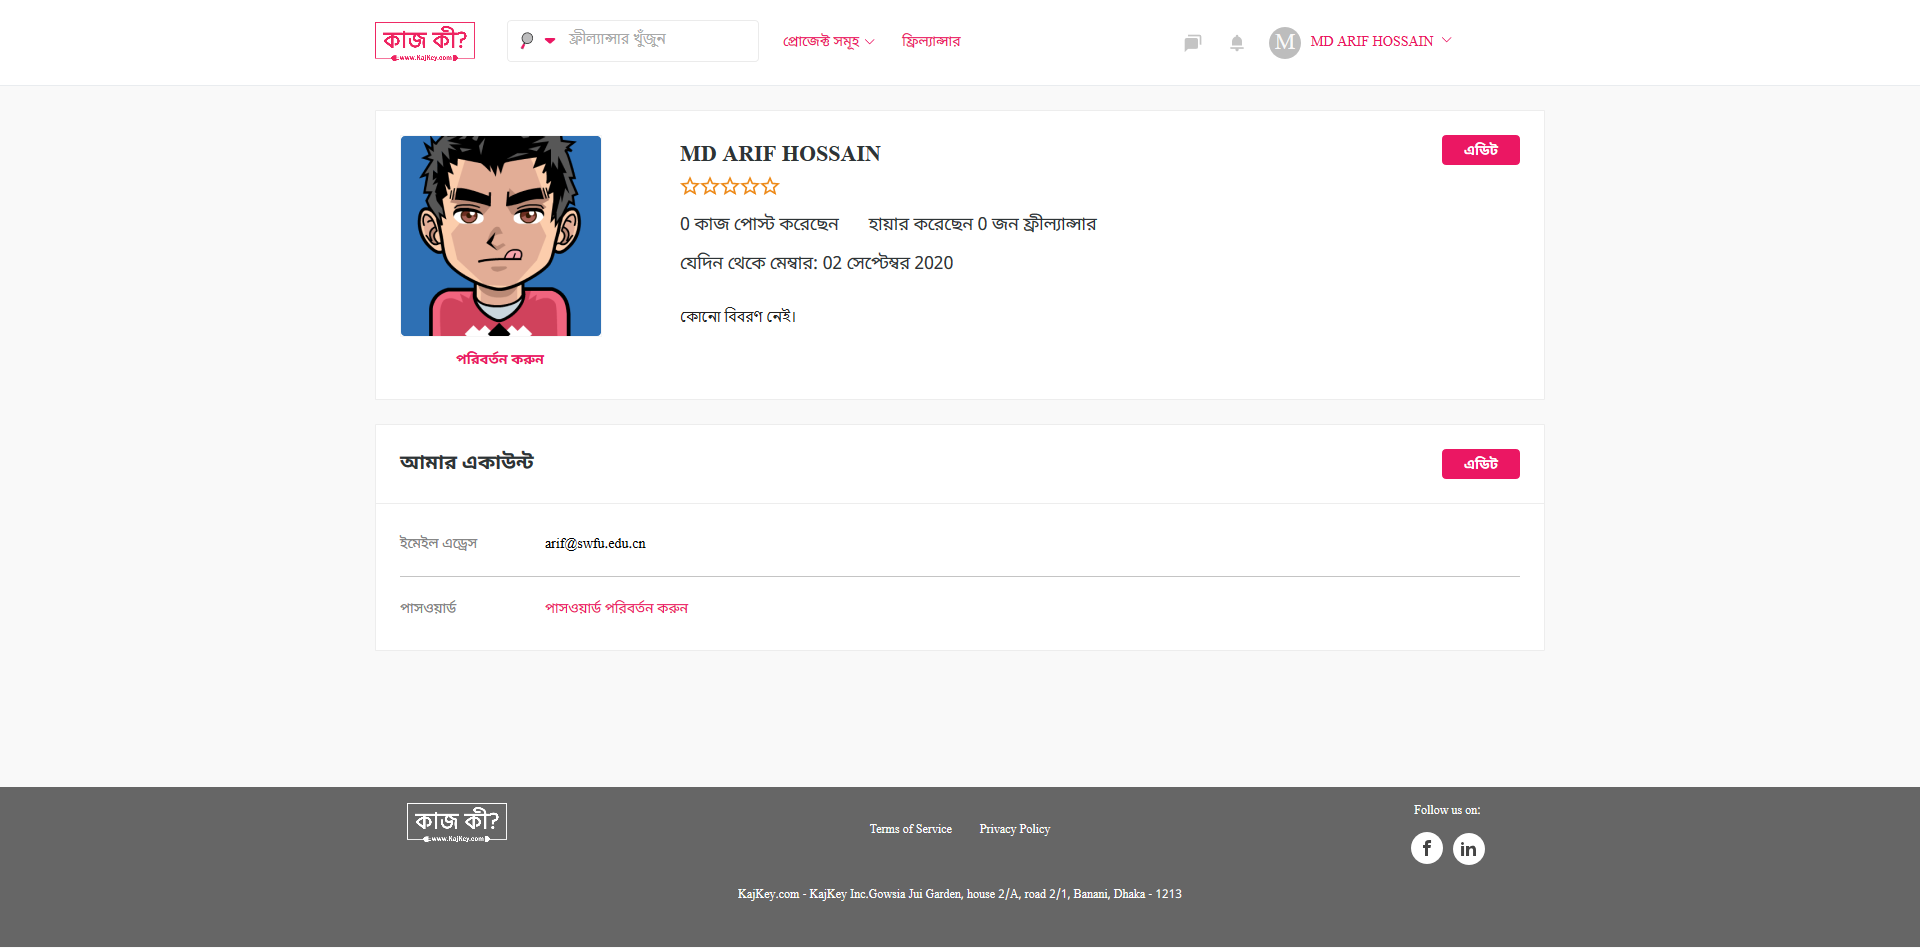 কাজ কী?
www.KajKey.com
ফ্রীল্যান্সার খুঁজুন
প্রোজেক্ট সমূহ
ফ্রিল্যান্সার
M
MD ARIF HOSSAIN
MD ARIF HOSSAIN
এডিট
0 কাজ পোস্ট করেছেন হায়ার করেছেন 0 জন ফ্রীল্যান্সার
যেদিন থেকে মেম্বার: 02 সেপ্টেম্বর 2020
কোনো বিবরণ নেই।
পরিবর্তন করুন
আমার একাউন্ট
এডিট
ইমেইল এড্রেস arif@swfu.edu.cn
পাসওয়ার্ড পাসওয়ার্ড পরিবর্তন করুন
কাজ কী?
www.KajKey.com
Terms of Service Privacy Policy
Follow us on:
f in
KajKey.com - KajKey Inc.Gowsia Jui Garden, house 2/A, road 2/1, Banani, Dhaka - 1213